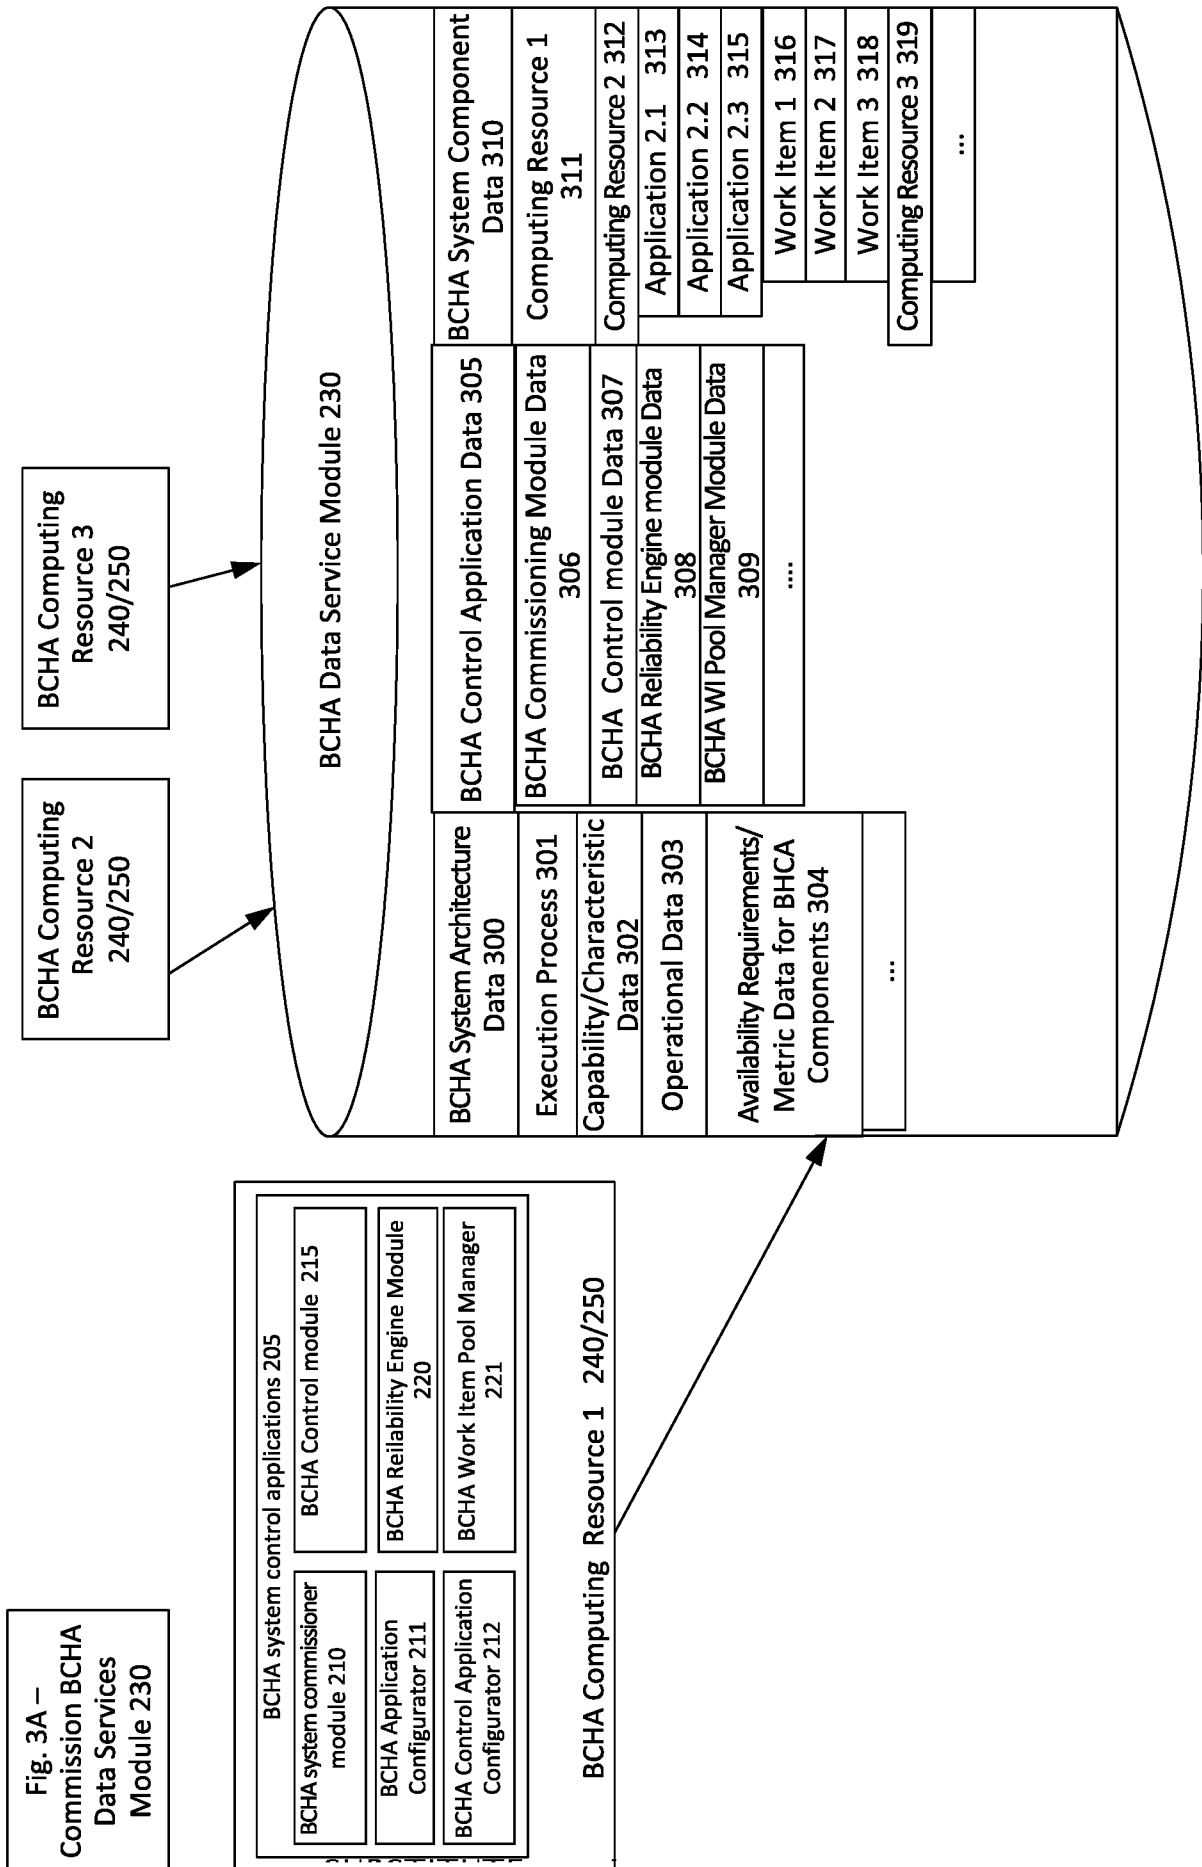 Fig. 3A –
Commission BCHA
Data Services
Module 230
BCHA Computing
Resource 2
240/250
BCHA Computing
Resource 3
240/250
BCHA system control applications 205
BCHA system commissioner
module 210
BCHA Control module 215
BCHA Application
Configurator 211
BCHA Reilability Engine Module
220
BCHA Control Application
Configurator 212
BCHA Work Item Pool Manager
221
BCHA Computing Resource 1 240/250
BCHA Data Service Module 230
BCHA System Architecture
Data 300
Execution Process 301
Capability/Characteristic
Data 302
Operational Data 303
Availability Requirements/
Metric Data for BHCA
Components 304
...
BCHA Control Application Data 305
BCHA Commissioning Module Data
306
BCHA Control module Data 307
BCHA Reliability Engine module Data
308
BCHA WI Pool Manager Module Data
309
....
BCHA System Component
Data 310
Computing Resource 1
311
Computing Resource 2 312
Application 2.1 313
Application 2.2 314
Application 2.3 315
Work Item 1 316
Work Item 2 317
Work Item 3 318
Computing Resource 3 319
...